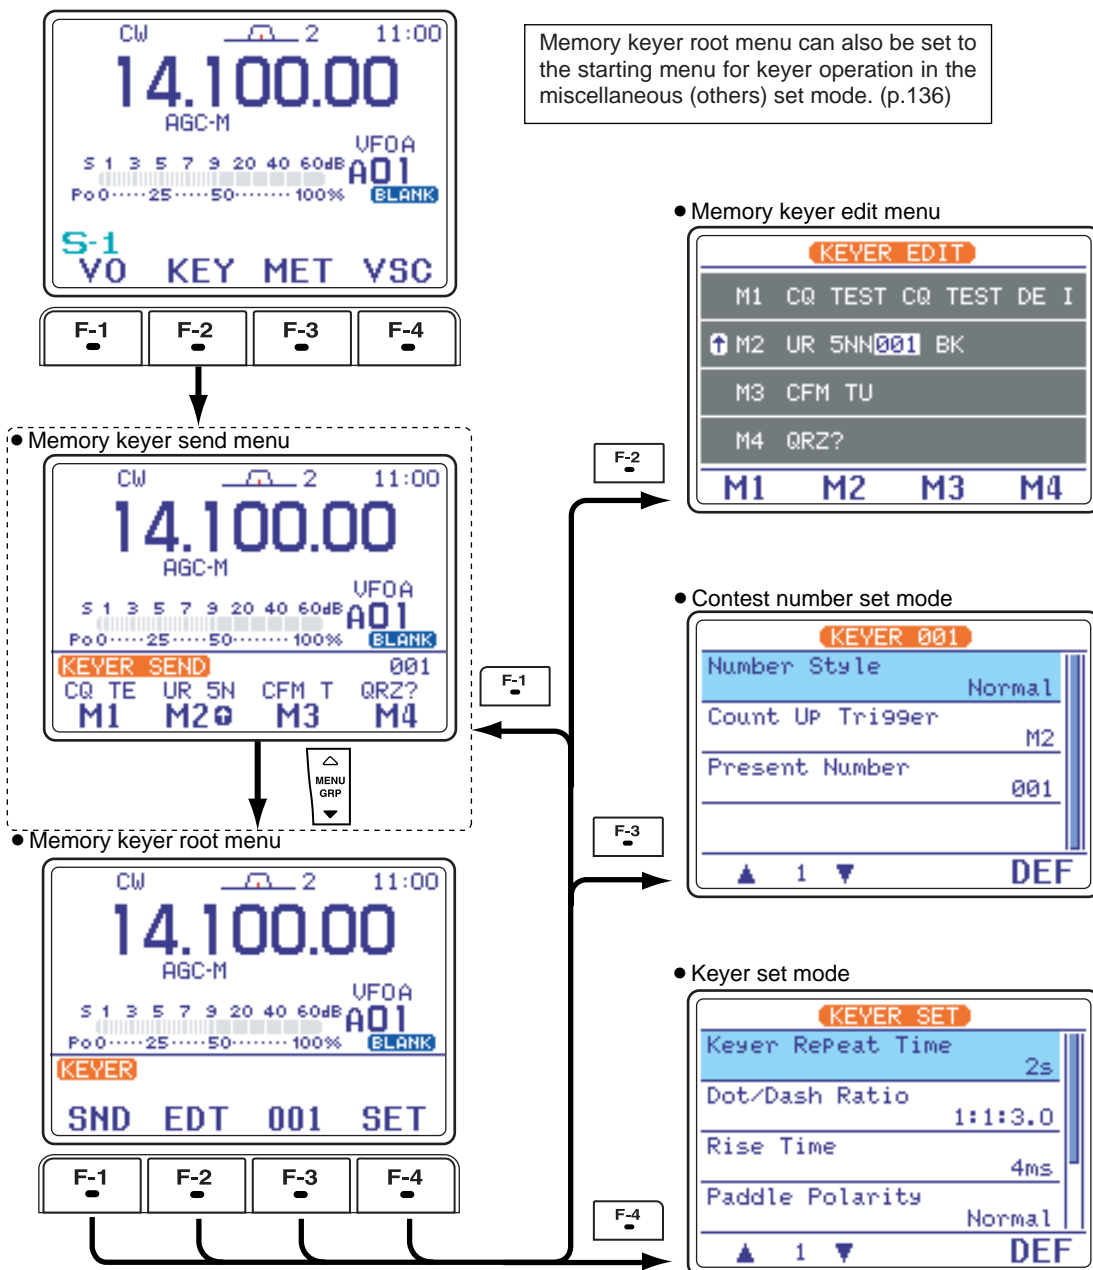 CW 2 11:00
14.100.00
AGC-M
VFOA
S 1 3 5 7 9 20 40 60dB A01
Po0·····25·····50········100% BLANK
S-1
VO KEY MET VSC
F-1 F-2 F-3 F-4
Memory keyer root menu can also be set to
the starting menu for keyer operation in the
miscellaneous (others) set mode. (p.136)
● Memory keyer send menu
CW 2 11:00
14.100.00
AGC-M
VFOA
S 1 3 5 7 9 20 40 60dB A01
Po0·····25·····50········100% BLANK
KEYER SEND 001
CQ TE UR 5N CFM T QRZ?
M1 M2 M3 M4
MENU
GRP
● Memory keyer root menu
CW 2 11:00
14.100.00
AGC-M
VFOA
S 1 3 5 7 9 20 40 60dB A01
Po0·····25·····50········100% BLANK
KEYER
SND EDT 001 SET
F-1 F-2 F-3 F-4
F-1
F-2
● Memory keyer edit menu
KEYER EDIT
M1 CQ TEST CQ TEST DE I
M2 UR 5NN001 BK
M3 CFM TU
M4 QRZ?
M1 M2 M3 M4
F-3
● Contest number set mode
KEYER 001
Number Style
Normal
Count Up Trigger
M2
Present Number
001
▲ 1 ▼ DEF
F-4
● Keyer set mode
KEYER SET
Keyer Repeat Time
2s
Dot/Dash Ratio
1:1:3.0
Rise Time
4ms
Paddle Polarity
Normal
▲ 1 ▼ DEF